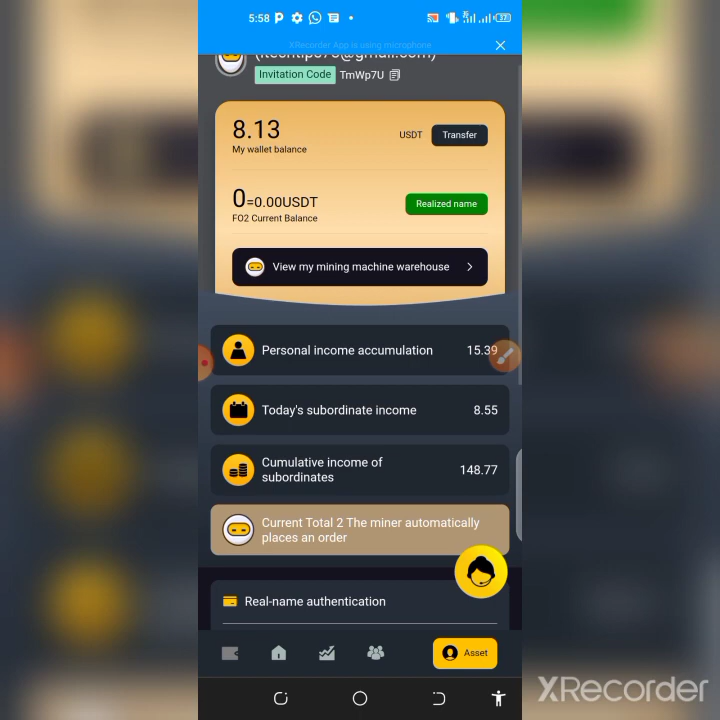 5:58
37
XRecorder App is using microphone
Invitation Code TmWp7U
8.13
My wallet balance
USDT Transfer
0=0.00USDT
FO2 Current Balance
Realized name
View my mining machine warehouse
Personal income accumulation 15.39
Today's subordinate income 8.55
Cumulative income of
subordinates
148.77
Current Total 2 The miner automatically
places an order
Real-name authentication
Asset
XRecorder